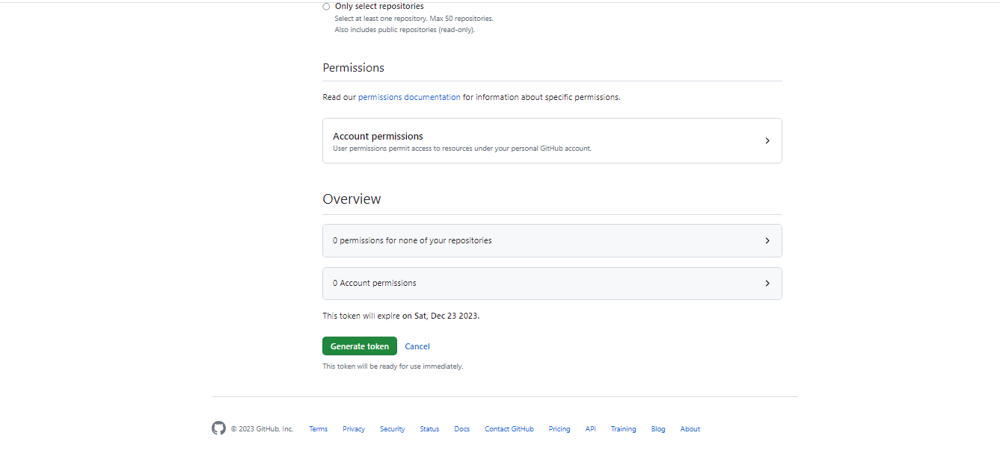 Only select repositories
Select at least one repository. Max 50 repositories.
Also includes public repositories (read-only).
Permissions
Read our permissions documentation for information about specific permissions.
Account permissions
User permissions permit access to resources under your personal GitHub account.
Overview
0 permissions for none of your repositories
0 Account permissions
This token will expire on Sat, Dec 23 2023.
Generate token Cancel
This token will be ready for use immediately.
© 2023 GitHub, Inc. Terms Privacy Security Status Docs Contact GitHub Pricing API Training Blog About